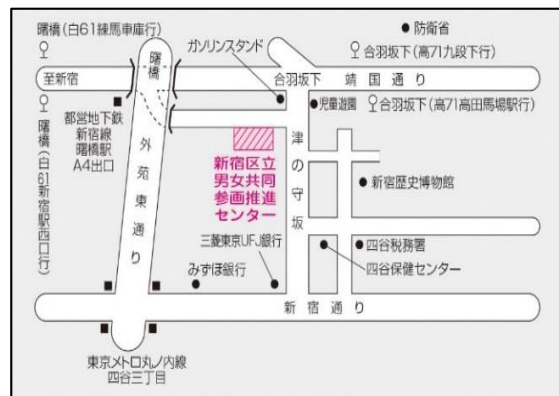 曙橋(白61練馬車庫行)
曙橋
ガソリンスタンド
防衛省
合羽坂下(高71九段下行)
至新宿
合羽坂下
靖国通り
都営地下鉄
新宿線
曙橋駅
A4出口
児童遊園
合羽坂下(高71高田馬場駅行)
曙橋(白61新宿駅西口行)
外苑東通り
新宿区立
男女共同
参画推進
センター
津の守坂
新宿歴史博物館
三菱東京UFJ銀行
みずほ銀行
四谷税務署
四谷保健センター
新宿通り
東京メトロ丸ノ内線
四谷三丁目